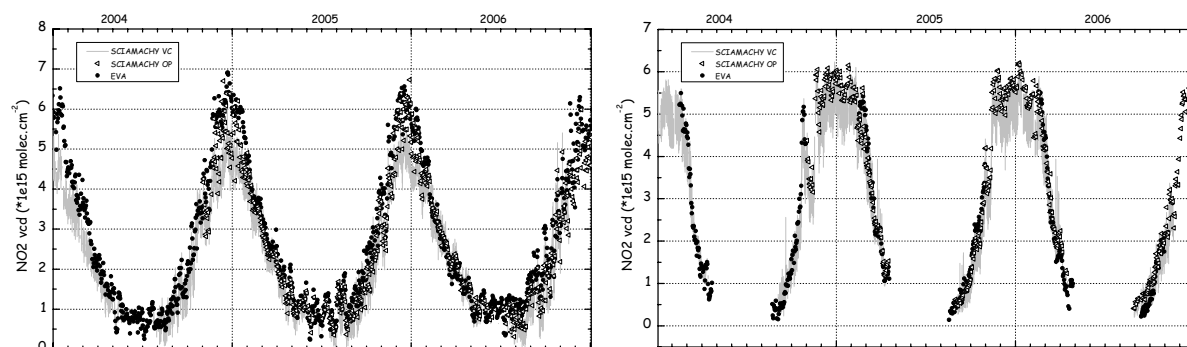 2004
2005
2006
8
7
6
5
4
3
2
1
0
NO2 vcd (*1e15 molec.cm-2)
SCIAMACHY VC
SCIAMACHY OP
EVA
2004
2005
2006
7
6
5
4
3
2
1
0
NO2 vcd (*1e15 molec.cm-2)
SCIAMACHY VC
SCIAMACHY OP
EVA